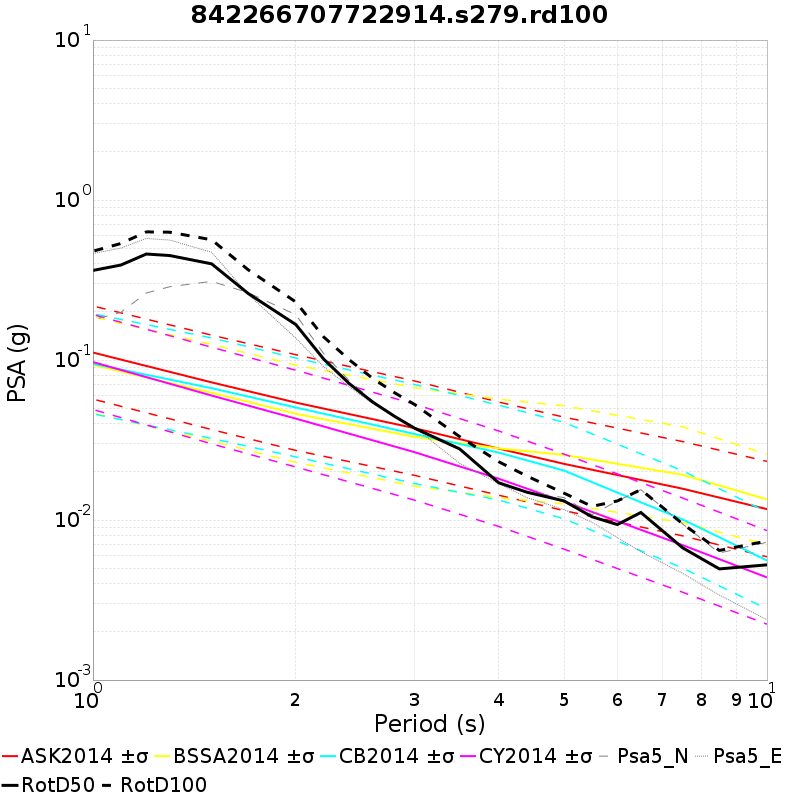 842266707722914.s279.rd100
10^1
10^0
10^-1
10^-2
10^-3
PSA (g)
10^0 2 3 4 5 6 7 8 9 10^1
Period (s)
ASK2014 ±σ BSSA2014 ±σ CB2014 ±σ CY2014 ±σ Psa5_N Psa5_E
RotD50 RotD100